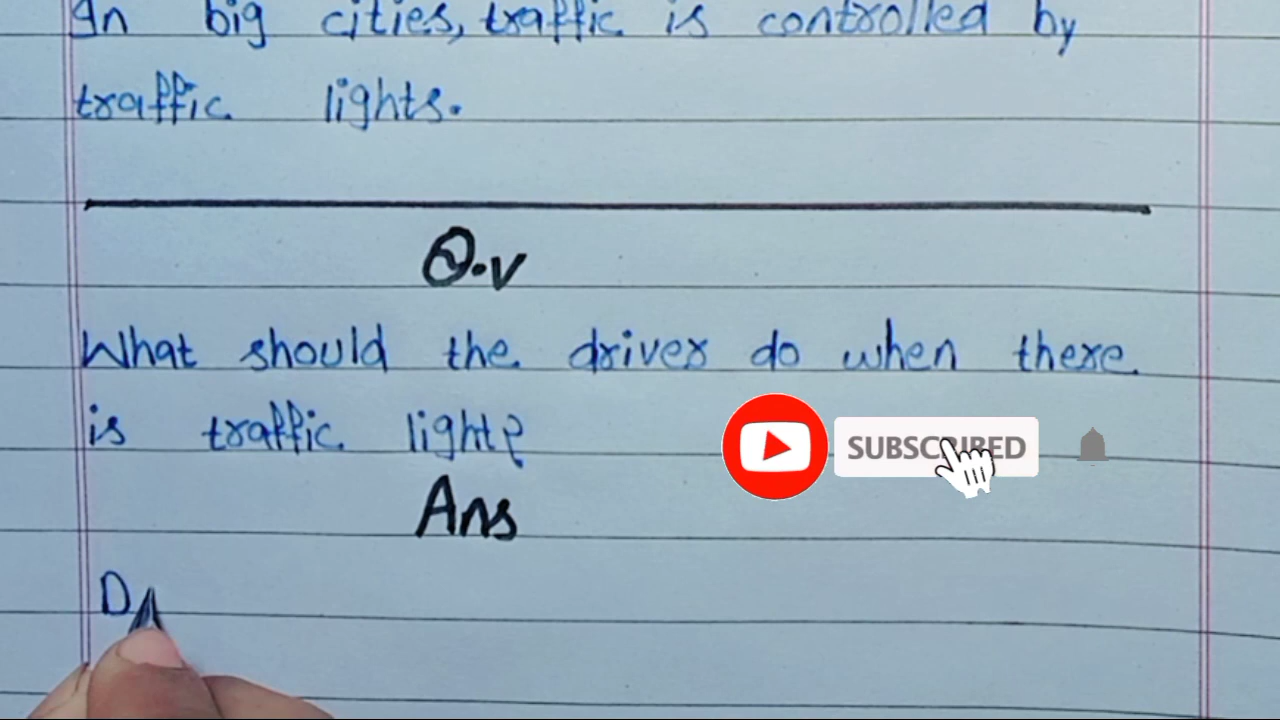 In big cities, traffic is controlled by
traffic lights.
Q.v
What should the driver do when there
is traffic light?
SUBSCRIBED
Ans
D